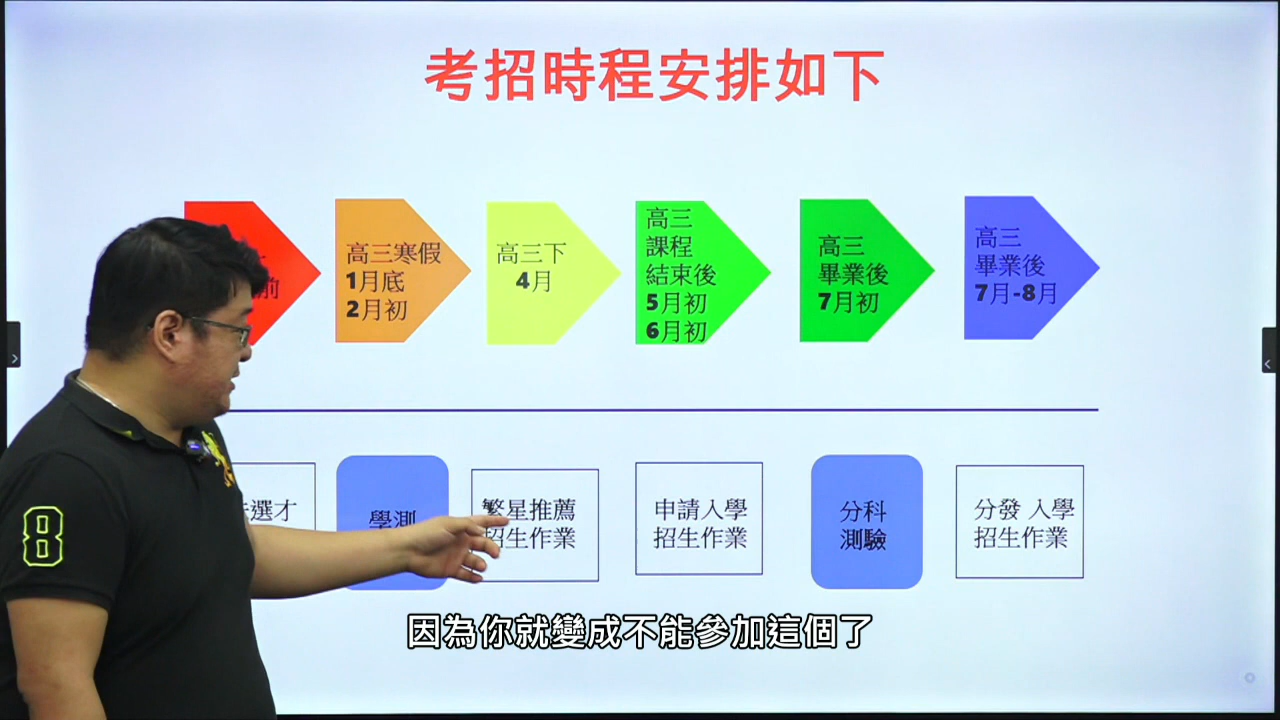 考招時程安排如下
前
高三寒假
1月底
2月初
高三下
4月
高三
課程
結束後
5月初
6月初
高三
畢業後
7月初
高三
畢業後
7月-8月
選才
學測
繁星推薦
招生作業
申請入學
招生作業
分科
測驗
分發 入學
招生作業
8
因為你就變成不能參加這個了